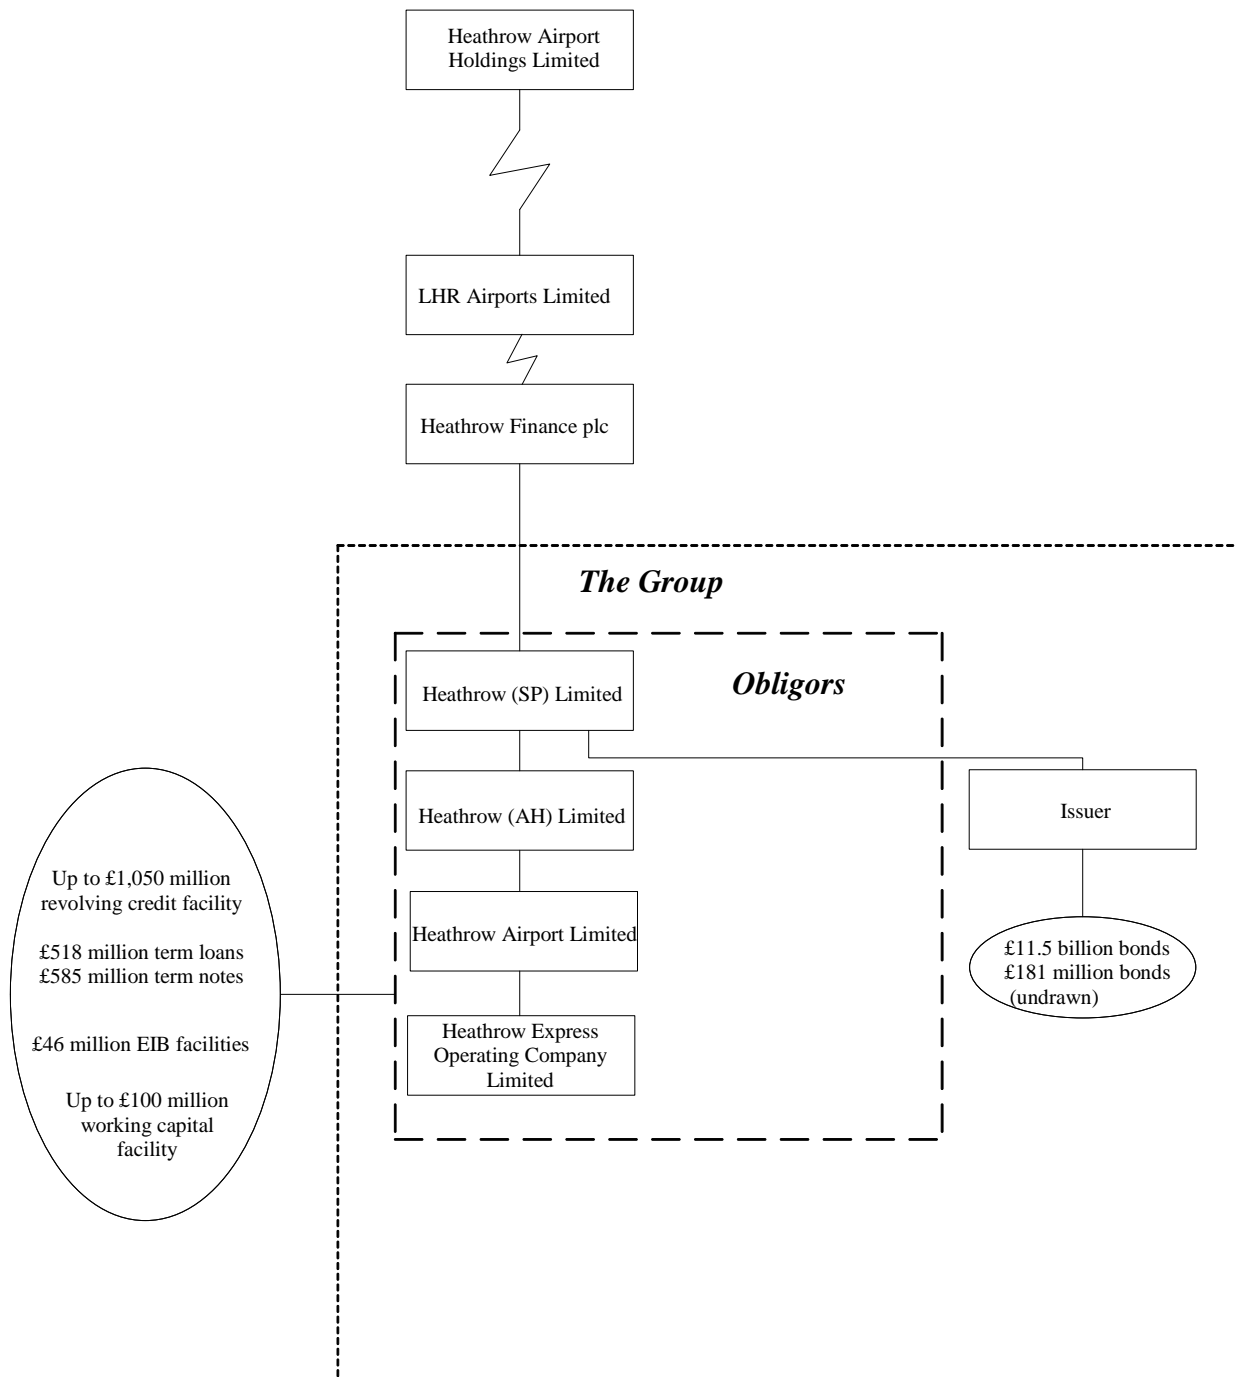 Heathrow Airport
Holdings Limited
LHR Airports Limited
Heathrow Finance plc
The Group
Obligors
Heathrow (SP) Limited
Heathrow (AH) Limited
Issuer
Up to £1,050 million
revolving credit facility
£518 million term loans
£585 million term notes
£46 million EIB facilities
Up to £100 million
working capital
facility
Heathrow Airport Limited
£11.5 billion bonds
£181 million bonds
(undrawn)
Heathrow Express
Operating Company
Limited